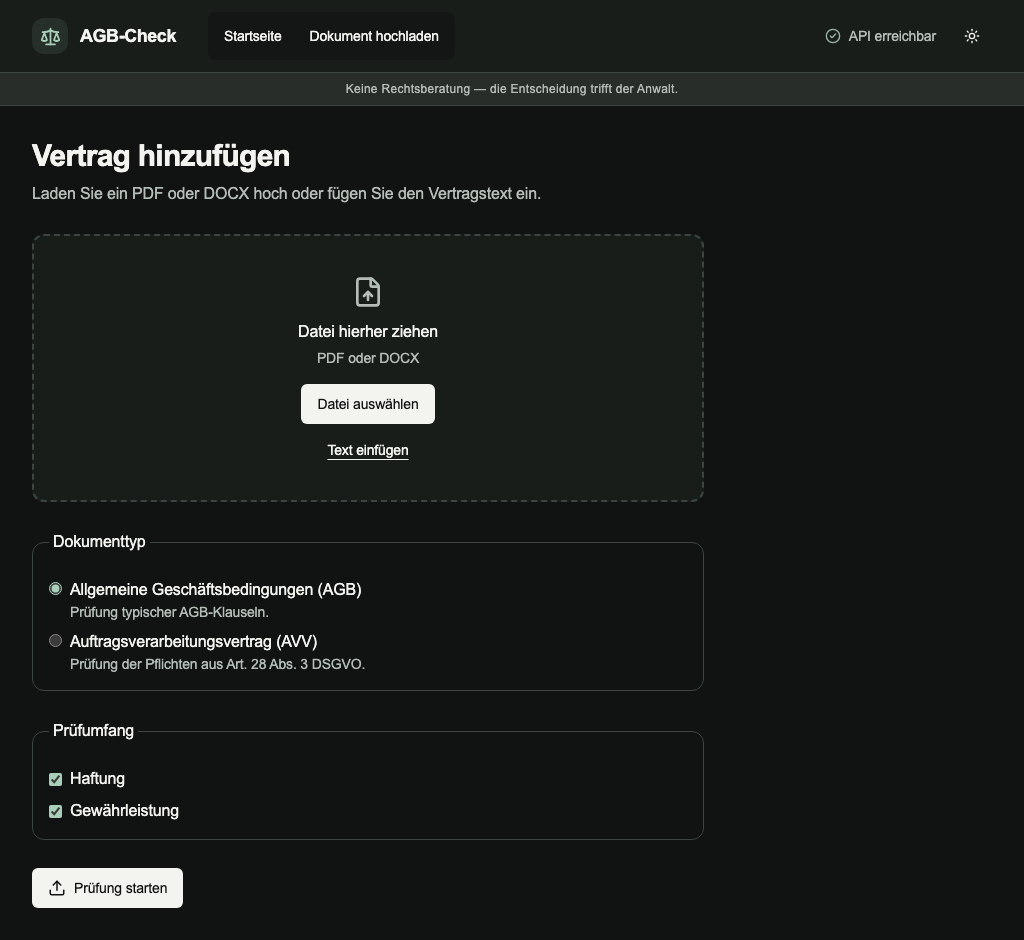 AGB-Check
Startseite
Dokument hochladen
API erreichbar
Keine Rechtsberatung — die Entscheidung trifft der Anwalt.
Vertrag hinzufügen
Laden Sie ein PDF oder DOCX hoch oder fügen Sie den Vertragstext ein.
Datei hierher ziehen
PDF oder DOCX
Datei auswählen
Text einfügen
Dokumenttyp
Allgemeine Geschäftsbedingungen (AGB)
Prüfung typischer AGB-Klauseln.
Auftragsverarbeitungsvertrag (AVV)
Prüfung der Pflichten aus Art. 28 Abs. 3 DSGVO.
Prüfumfang
Haftung
Gewährleistung
Prüfung starten